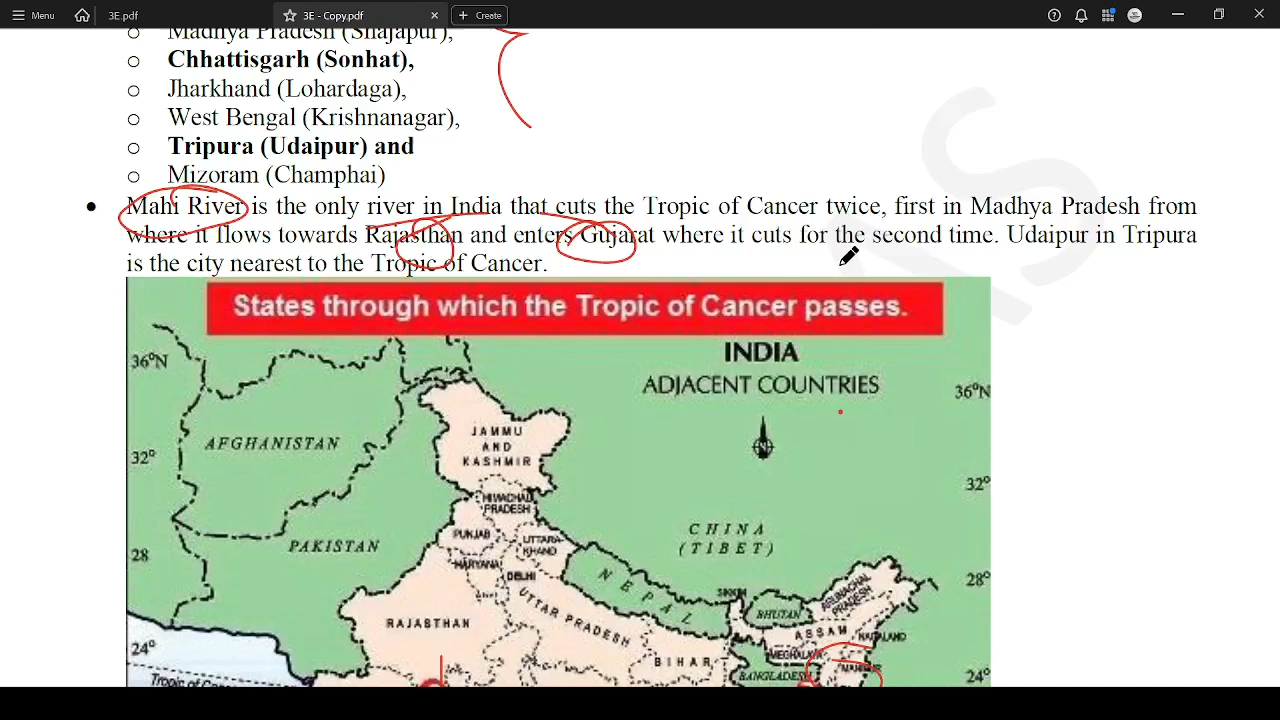 Menu
3E.pdf
3E - Copy.pdf
Create
o Madhya Pradesh (Shajapur),
o Chhattisgarh (Sonhat),
o Jharkhand (Lohardaga),
o West Bengal (Krishnanagar),
o Tripura (Udaipur) and
o Mizoram (Champhai)
• Mahi River is the only river in India that cuts the Tropic of Cancer twice, first in Madhya Pradesh from
where it flows towards Rajasthan and enters Gujarat where it cuts for the second time. Udaipur in Tripura
is the city nearest to the Tropic of Cancer.
States through which the Tropic of Cancer passes.
INDIA
ADJACENT COUNTRIES
36°N
36°N
AFGHANISTAN
JAMMU
AND
KASHMIR
32°
32°
HIMACHAL
PRADESH
CHINA
(TIBET)
PUNJAB
UTTARA-
KHAND
PAKISTAN
28
28°
HARYANA
DELHI
NEPAL
SIKKIM
BHUTAN
ARUNACHAL
PRADESH
UTTAR PRADESH
RAJASTHAN
ASSAM
NAGALAND
24°
24°
BIHAR
MEGHALAYA
MANIPUR
BANGLADESH
Tropic of